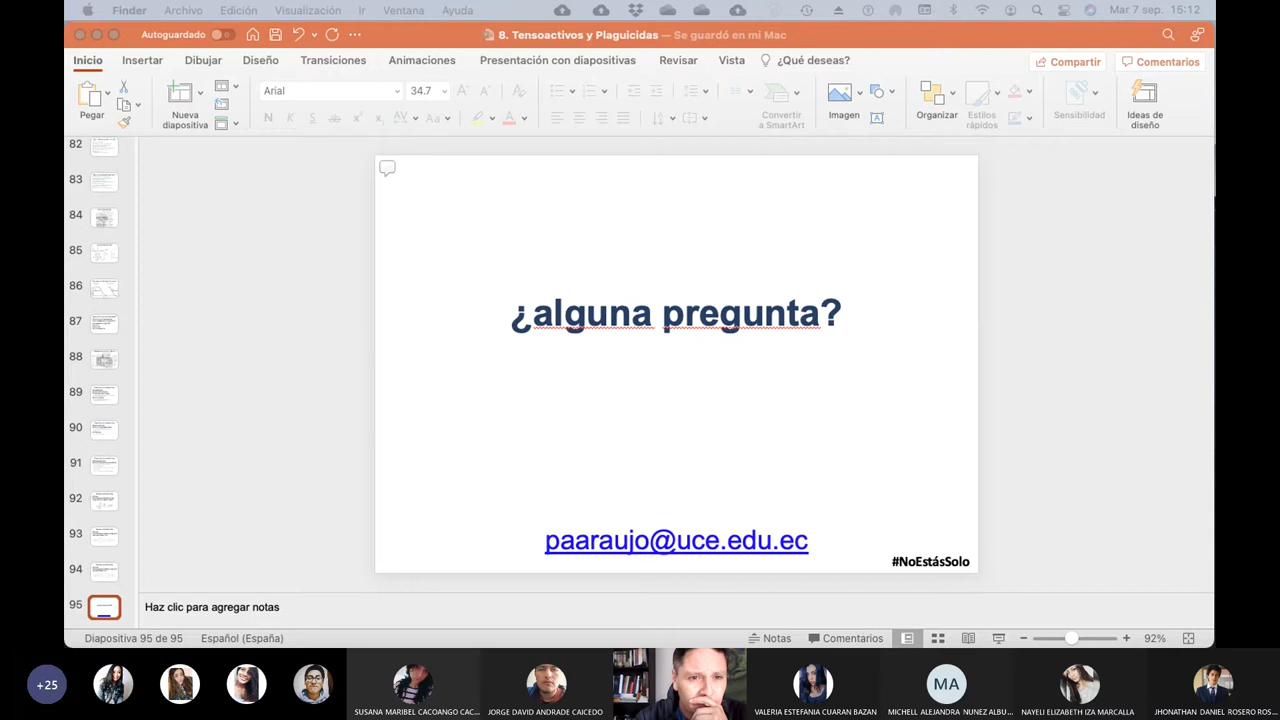 Finder Archivo Edición Visualización Ir Ventana Ayuda Mar 7 sep. 15:12
Autoguardado 8. Tensoactivos y Plaguicidas — Se guardó en mi Mac
Inicio Insertar Dibujar Diseño Transiciones Animaciones Presentación con diapositivas Revisar Vista ¿Qué deseas? Compartir Comentarios
Arial 34.7
Pegar Nueva diapositiva N Aa Convertir a SmartArt Imagen Organizar Estilos rápidos Sensibilidad Ideas de diseño
82
83
84
85
86
87
88
89
90
91
92
93
94
95
¿alguna pregunta?
paaraujo@uce.edu.ec
#NoEstásSolo
Haz clic para agregar notas
Diapositiva 95 de 95 Español (España) Notas Comentarios 92%
+25
SUSANA MARIBEL CACOANGO CAC... JORGE DAVID ANDRADE CAICEDO VALERIA ESTEFANIA CUARAN BAZAN MA MICHELL ALEJANDRA NUNEZ ALBU... NAYELI ELIZABETH IZA MARCALLA JHONATHAN DANIEL ROSERO ROS...